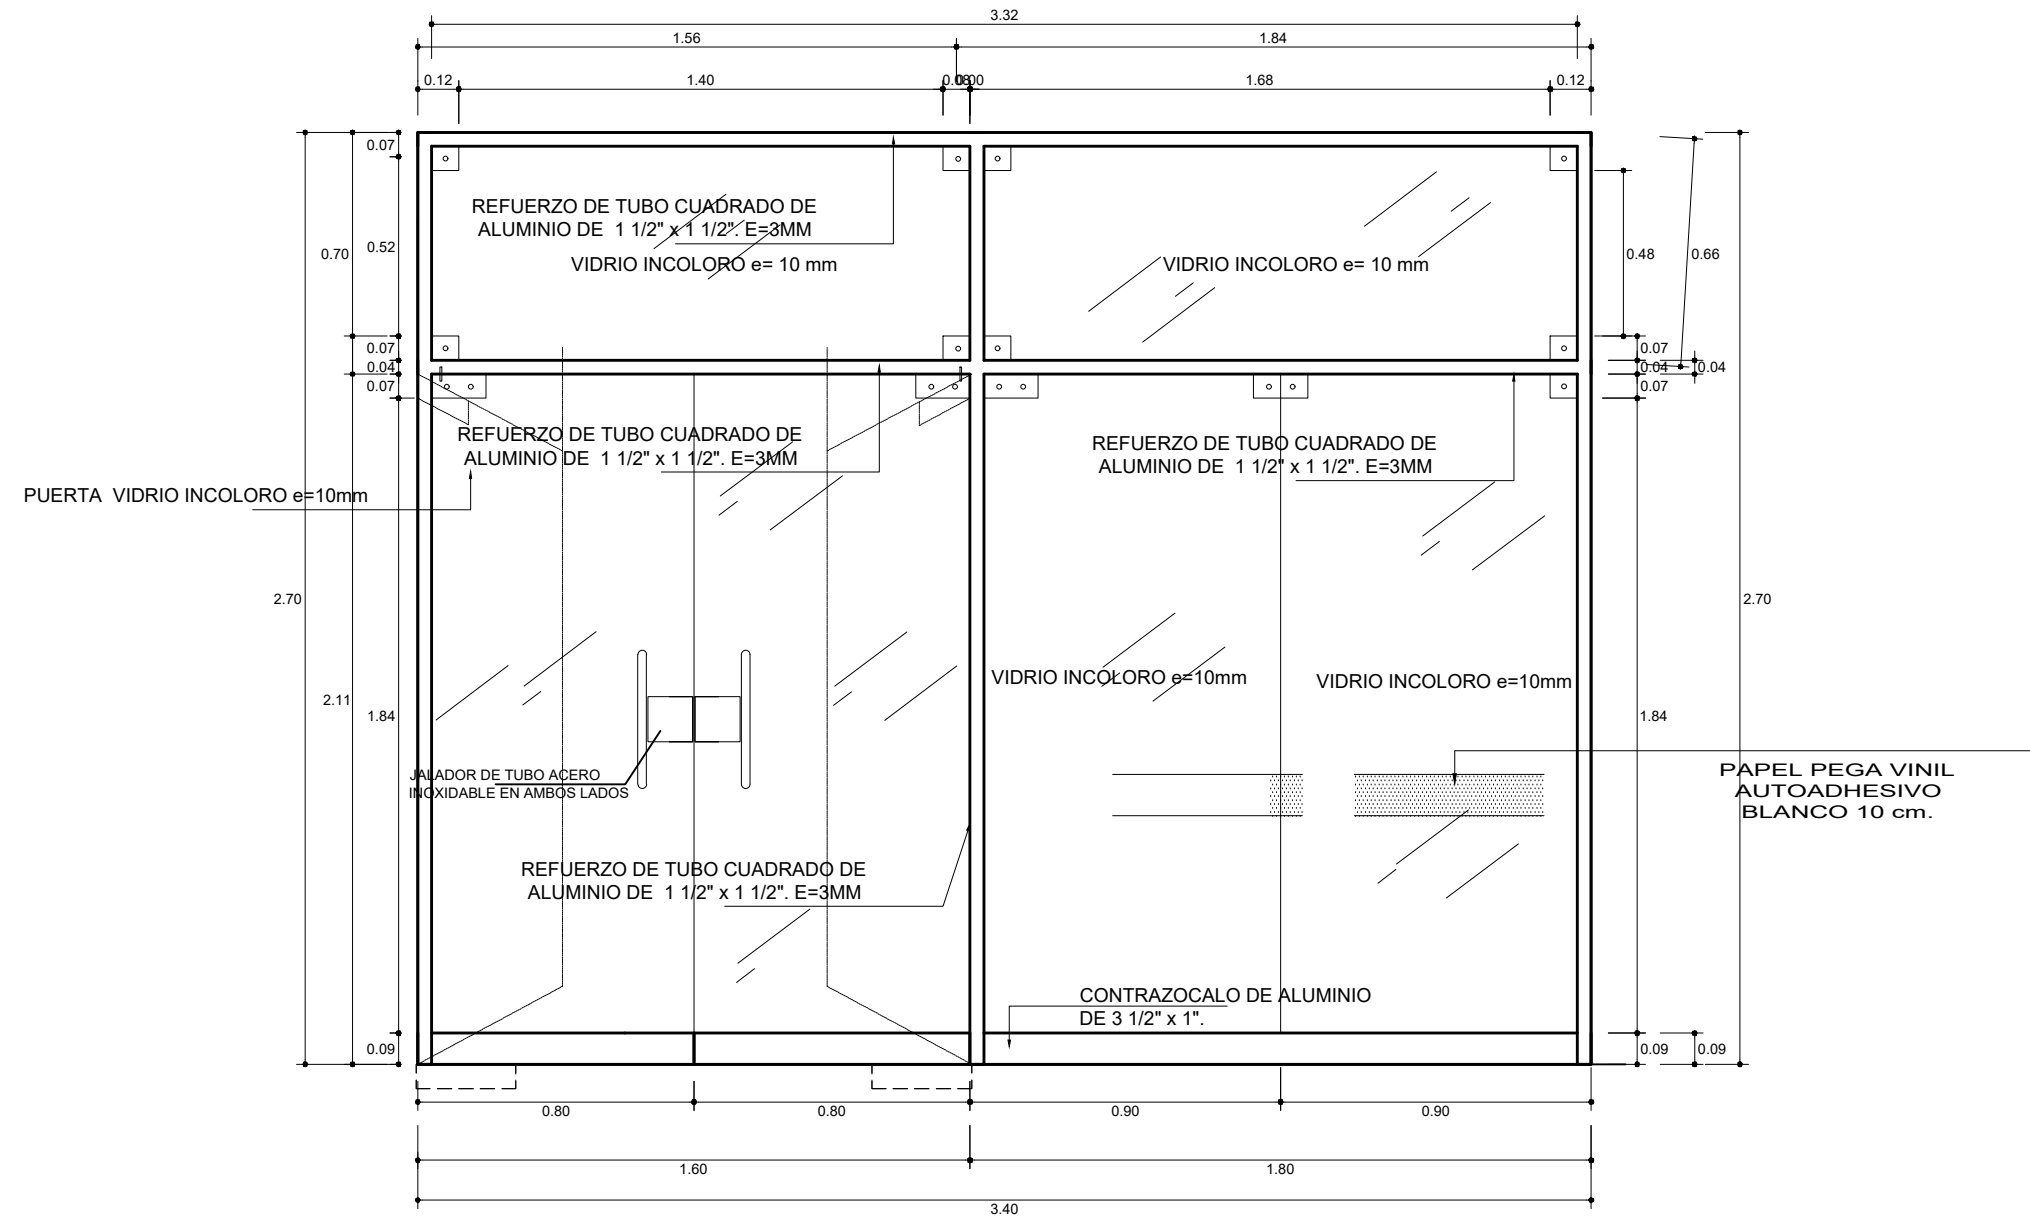 3.32
1.56
1.84
0.12
1.40
0.08
0.00
1.68
0.12
0.07
REFUERZO DE TUBO CUADRADO DE
ALUMINIO DE 1 1/2" x 1 1/2". E=3MM
VIDRIO INCOLORO e= 10 mm
VIDRIO INCOLORO e= 10 mm
0.70
0.52
0.48
0.66
0.07
0.04
0.07
0.07
0.04
0.04
0.07
REFUERZO DE TUBO CUADRADO DE
ALUMINIO DE 1 1/2" x 1 1/2". E=3MM
REFUERZO DE TUBO CUADRADO DE
ALUMINIO DE 1 1/2" x 1 1/2". E=3MM
PUERTA VIDRIO INCOLORO e=10mm
2.70
2.70
VIDRIO INCOLORO e=10mm
VIDRIO INCOLORO e=10mm
2.11
1.84
1.84
JALADOR DE TUBO ACERO
INOXIDABLE EN AMBOS LADOS
PAPEL PEGA VINIL
AUTOADHESIVO
BLANCO 10 cm.
REFUERZO DE TUBO CUADRADO DE
ALUMINIO DE 1 1/2" x 1 1/2". E=3MM
CONTRAZOCALO DE ALUMINIO
DE 3 1/2" x 1".
0.09
0.09
0.09
0.80
0.80
0.90
0.90
1.60
1.80
3.40